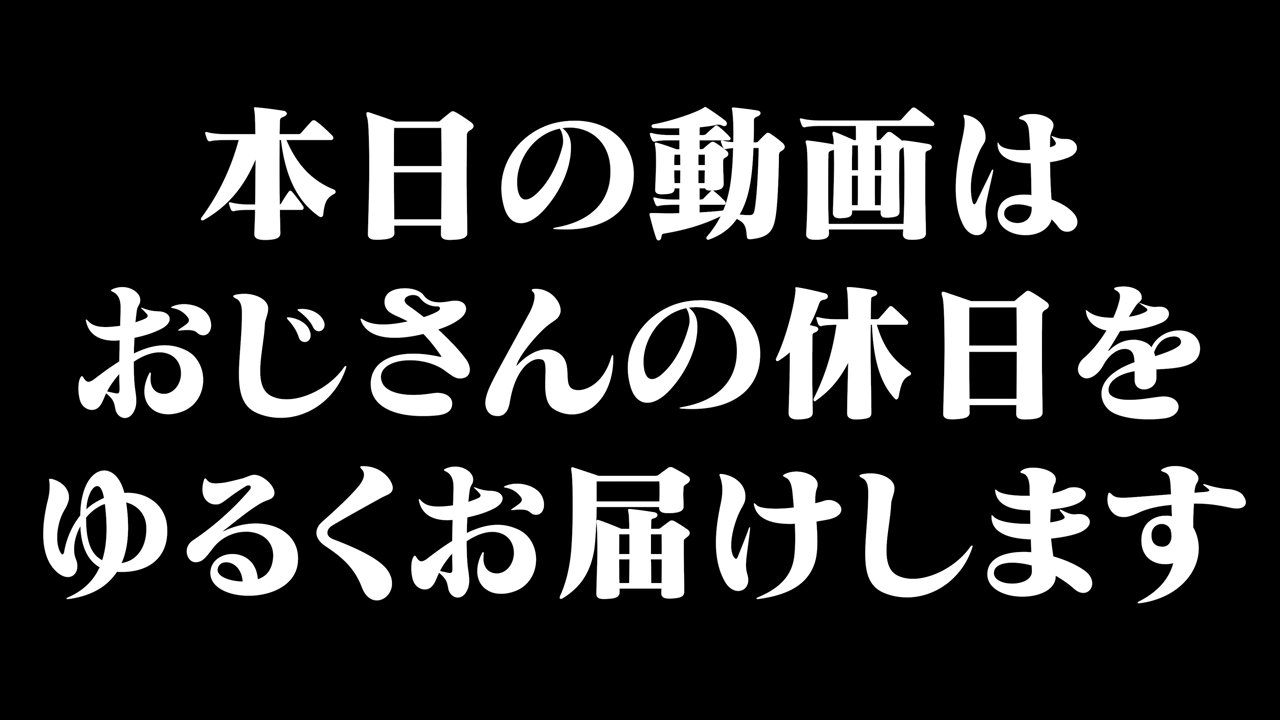 本日の動画は
おじさんの休日を
ゆるくお届けします